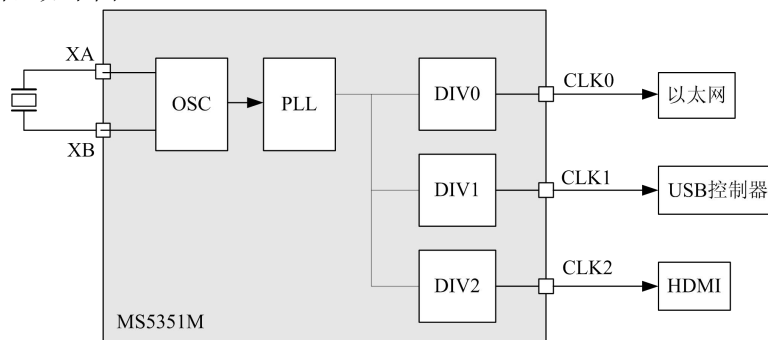 XA
XB
OSC
PLL
DIV0
DIV1
DIV2
CLK0
CLK1
CLK2
以太网
USB控制器
HDMI
MS5351M